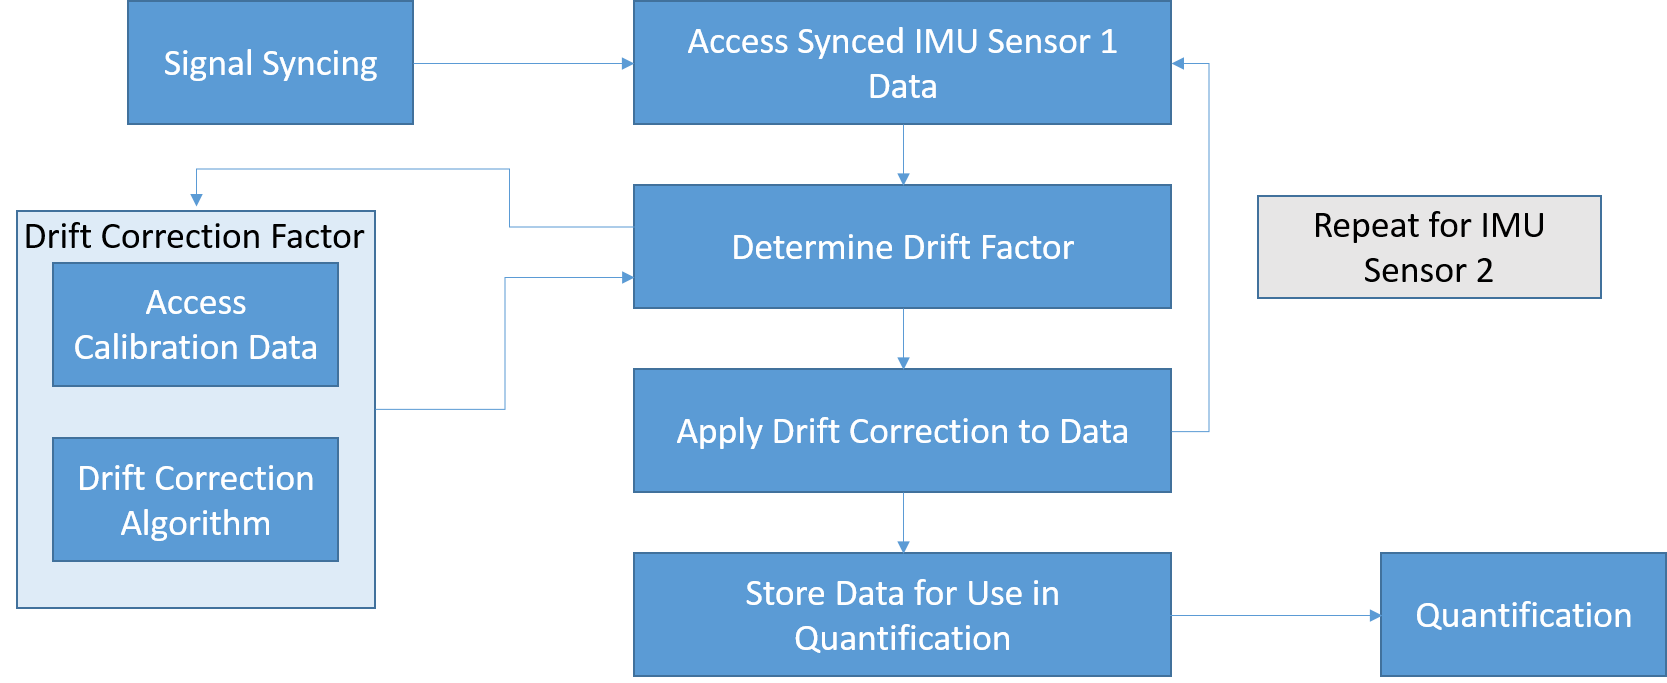 Signal Syncing
Access Synced IMU Sensor 1
Data
Drift Correction Factor
Access
Calibration Data
Drift Correction
Algorithm
Determine Drift Factor
Repeat for IMU
Sensor 2
Apply Drift Correction to Data
Store Data for Use in
Quantification
Quantification